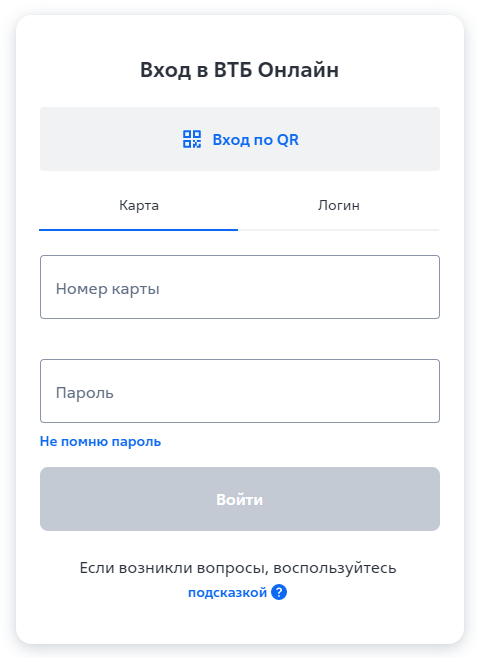 Вход в ВТБ Онлайн
Вход по QR
Карта
Логин
Номер карты
Пароль
Не помню пароль
Войти
Если возникли вопросы, воспользуйтесь
подсказкой ?